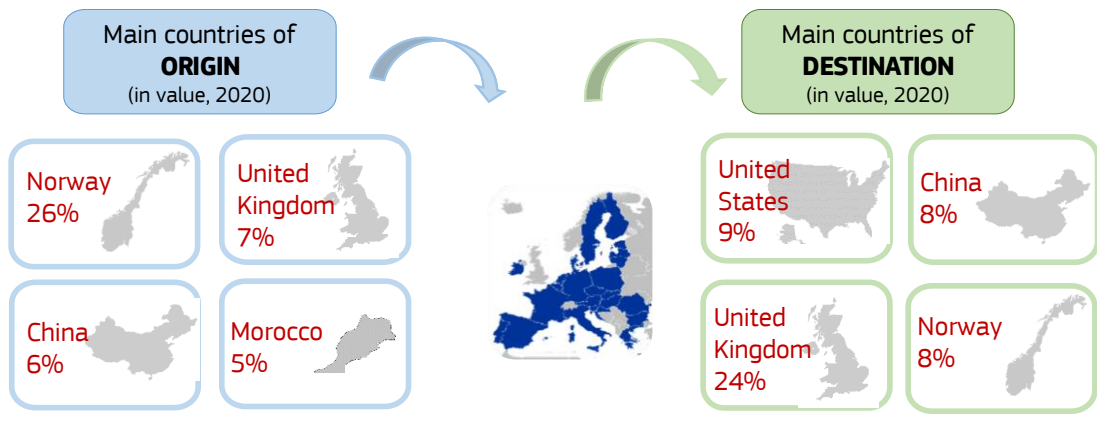 Main countries of
ORIGIN
(in value, 2020)
Main countries of
DESTINATION
(in value, 2020)
Norway
26%
United
Kingdom
7%
China
6%
Morocco
5%
United
States
9%
China
8%
United
Kingdom
24%
Norway
8%